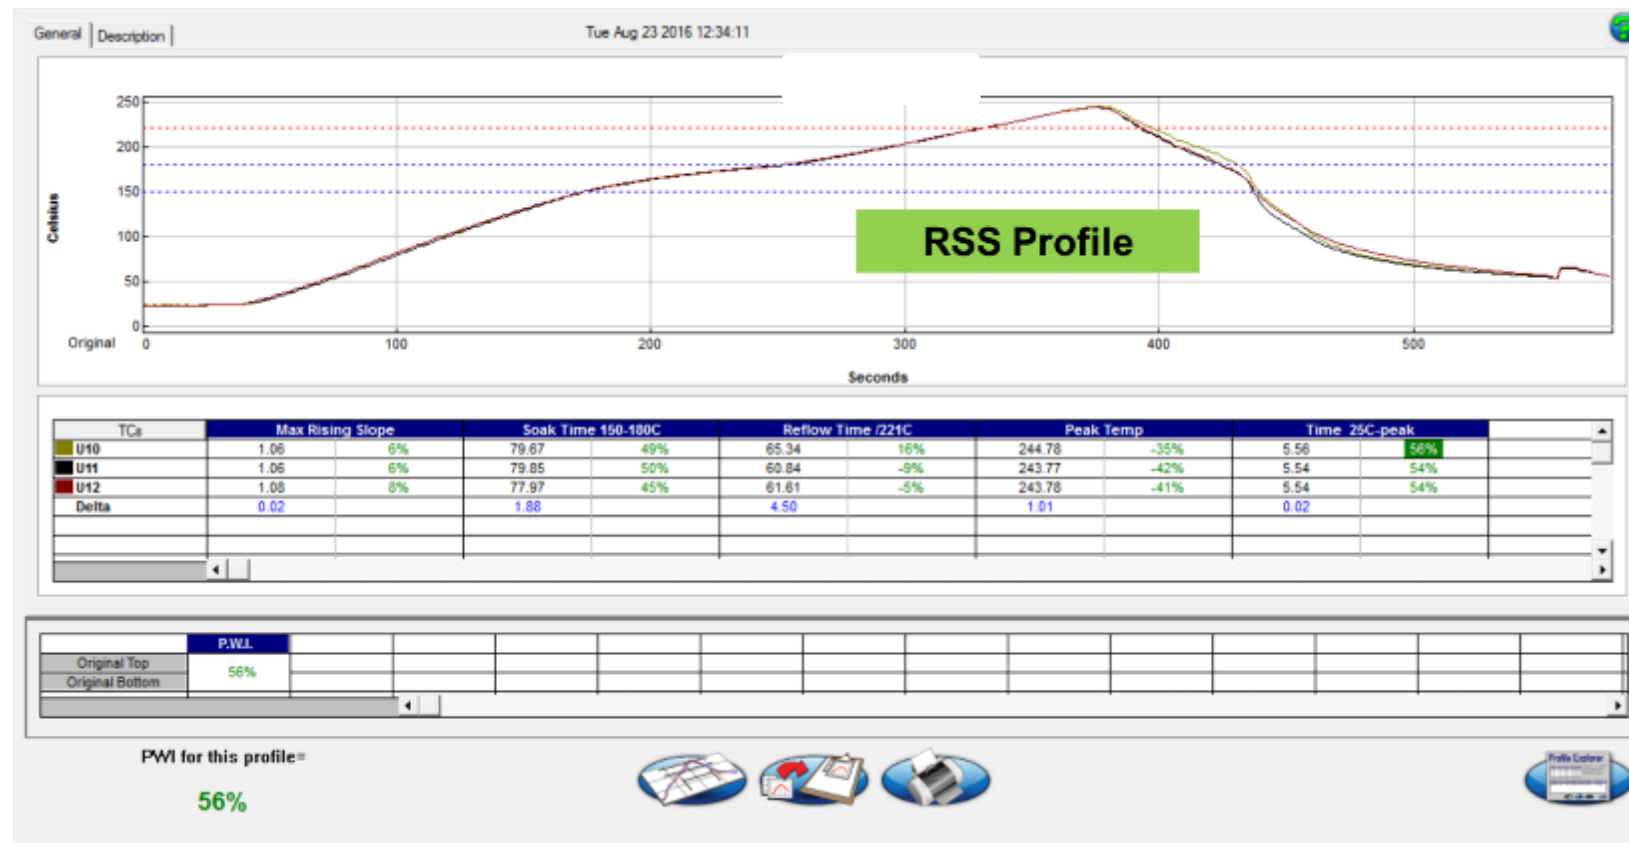 General Description Tue Aug 23 2016 12:34:11
250
200
150
100
50
0
Celsius
RSS Profile
Original 0 100 200 300 400 500
Seconds
TCs Max Rising Slope Soak Time 150-180C Reflow Time /221C Peak Temp Time 25C-peak
U10 1.06 6% 79.67 49% 65.34 16% 244.78 -35% 5.56 56%
U11 1.06 6% 79.85 50% 60.84 -9% 243.77 -42% 5.54 54%
U12 1.08 8% 77.97 45% 61.61 -5% 243.78 -41% 5.54 54%
Delta 0.02 1.88 4.50 1.01 0.02
P.W.I.
Original Top
56%
Original Bottom
PWI for this profile=
56%
Profile Explorer